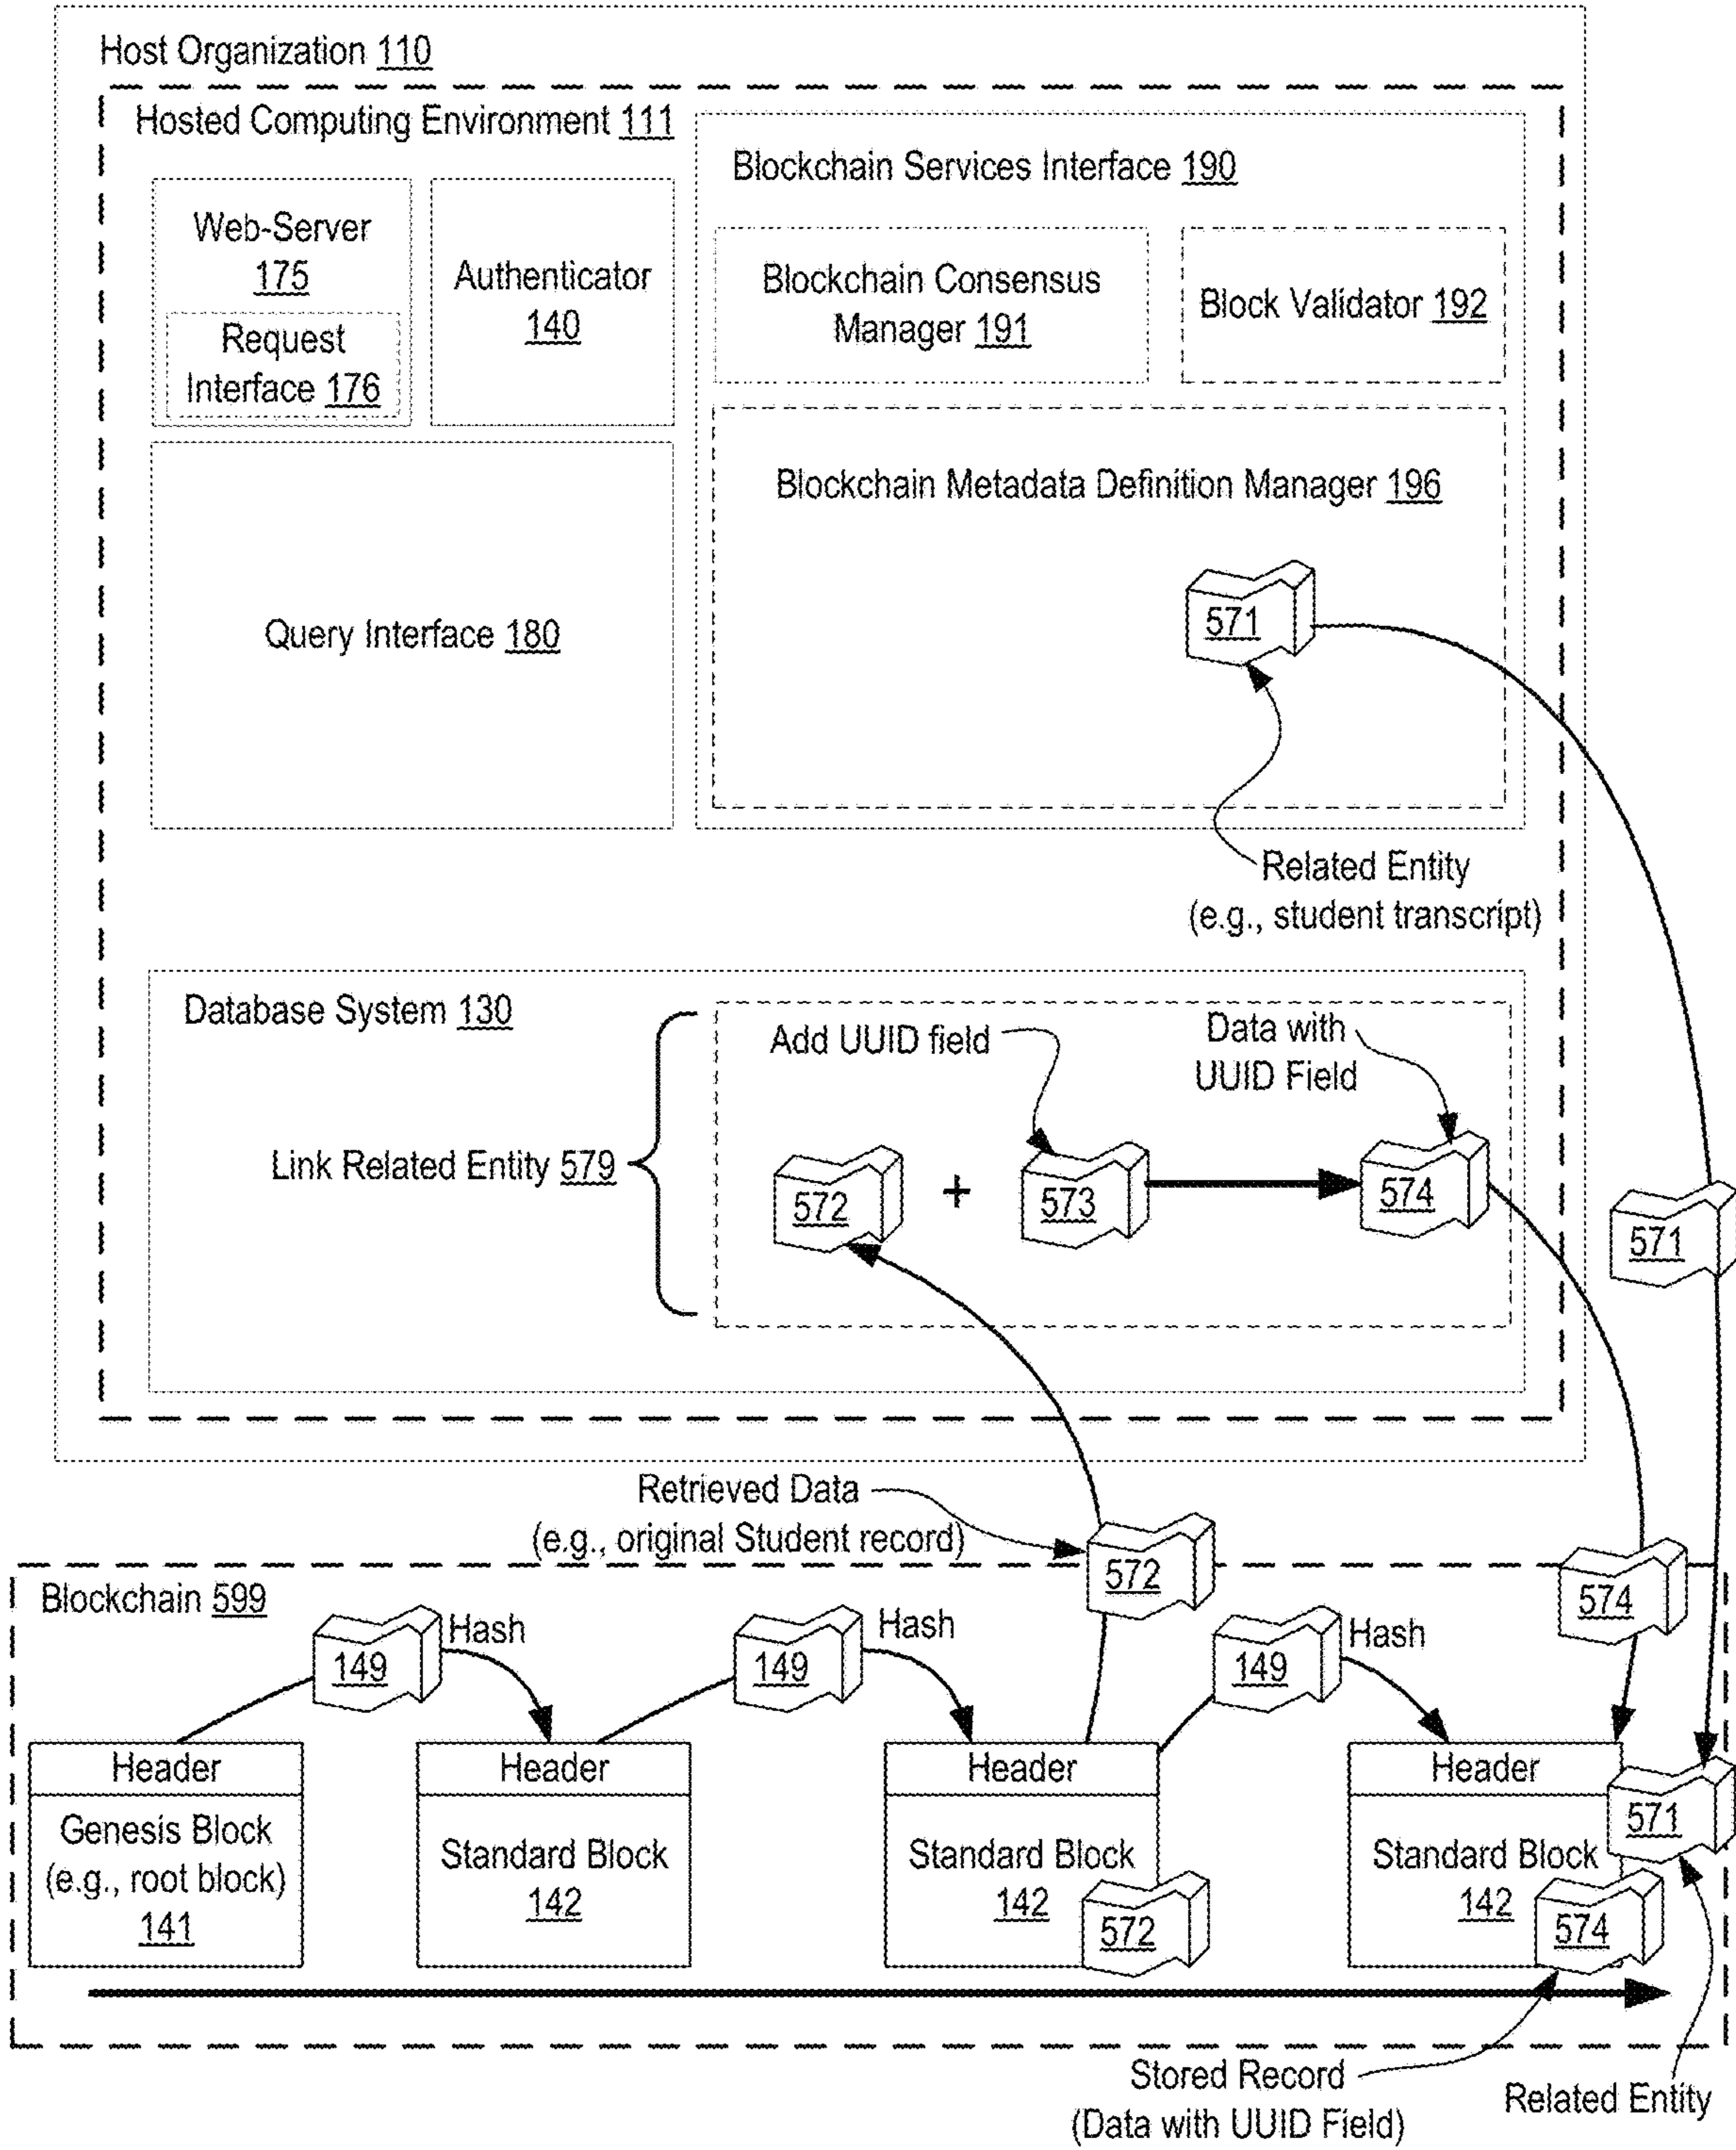 Host Organization 110
Hosted Computing Environment 111
Web-Server
175
Request
Interface 176
Authenticator
140
Blockchain Services Interface 190
Blockchain Consensus
Manager 191
Block Validator 192
Query Interface 180
Blockchain Metadata Definition Manager 196
571
Related Entity
(e.g., student transcript)
Database System 130
Link Related Entity 579
Add UUID field
Data with
UUID Field
572
+
573
574
571
Retrieved Data
(e.g., original Student record)
572
574
Blockchain 599
149
Hash
149
Hash
149
Hash
Header
Genesis Block
(e.g., root block)
141
Header
Standard Block
142
Header
Standard Block
142
572
Header
Standard Block
142
571
574
Stored Record
(Data with UUID Field)
Related Entity